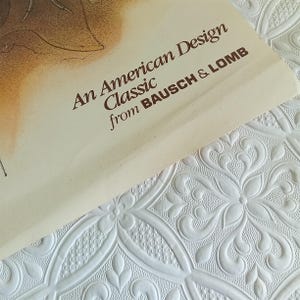 An American Design
Classic
from BAUSCH & LOMB